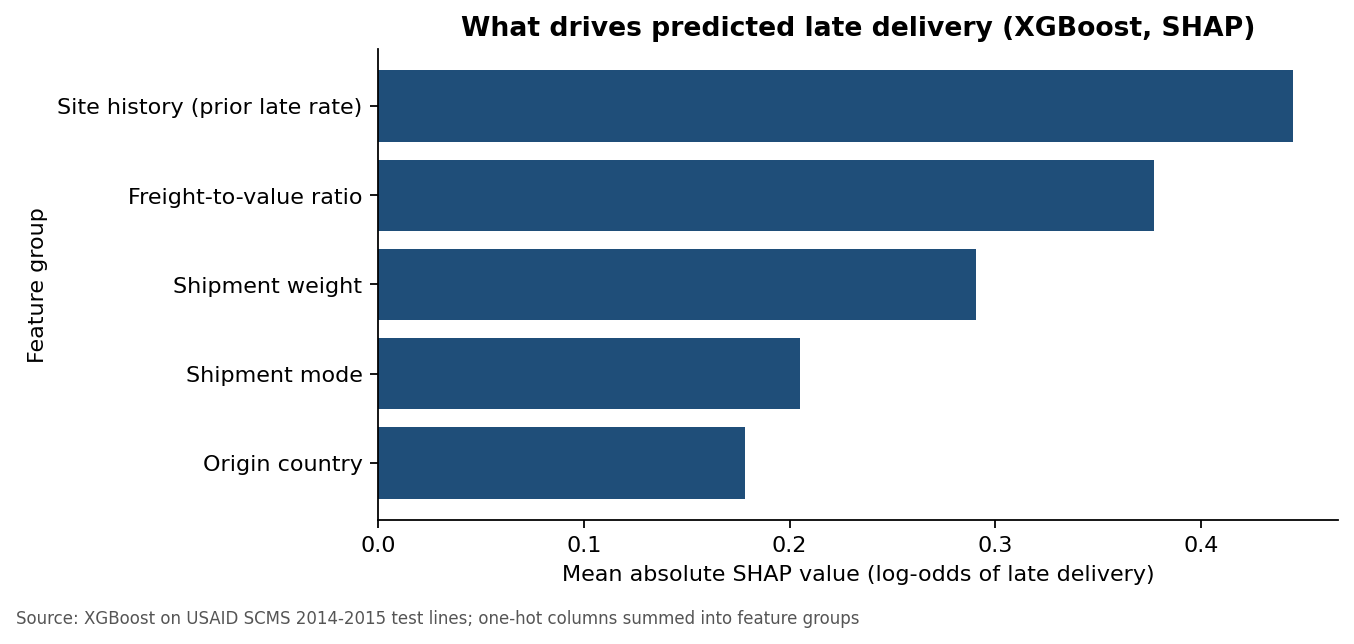 What drives predicted late delivery (XGBoost, SHAP)
Feature group
Site history (prior late rate)
Freight-to-value ratio
Shipment weight
Shipment mode
Origin country
0.0 0.1 0.2 0.3 0.4
Mean absolute SHAP value (log-odds of late delivery)
Source: XGBoost on USAID SCMS 2014-2015 test lines; one-hot columns summed into feature groups